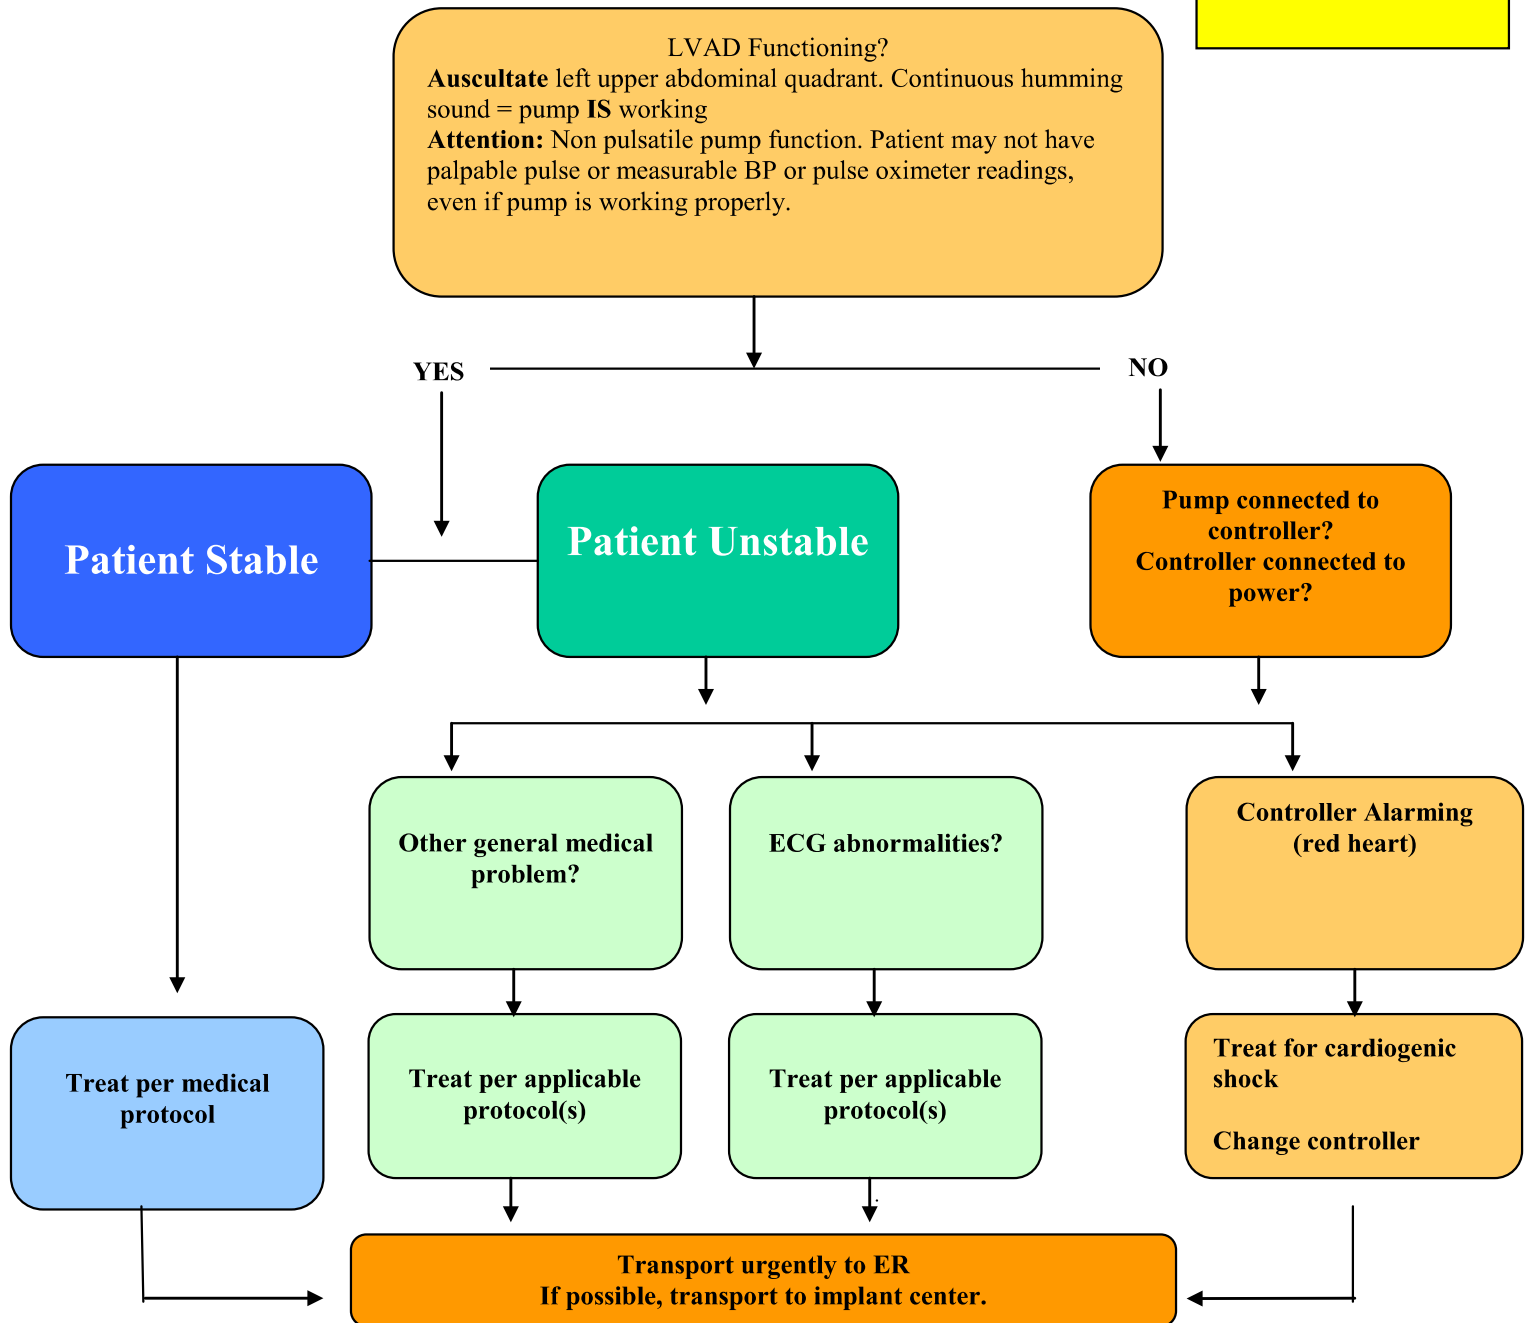 LVAD Functioning?
Auscultate left upper abdominal quadrant. Continuous humming
sound = pump IS working
Attention: Non pulsatile pump function. Patient may not have
palpable pulse or measurable BP or pulse oximeter readings,
even if pump is working properly.
YES
NO
Patient Stable
Patient Unstable
Pump connected to
controller?
Controller connected to
power?
Other general medical
problem?
ECG abnormalities?
Controller Alarming
(red heart)
Treat per medical
protocol
Treat per applicable
protocol(s)
Treat per applicable
protocol(s)
Treat for cardiogenic
shock
Change controller
Transport urgently to ER
If possible, transport to implant center.